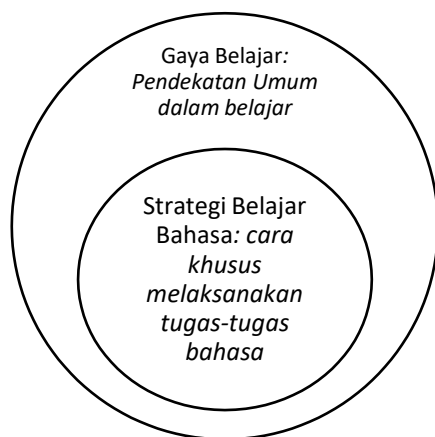 Gaya Belajar:
Pendekatan Umum
dalam belajar
Strategi Belajar
Bahasa: cara
khusus
melaksanakan
tugas-tugas
bahasa